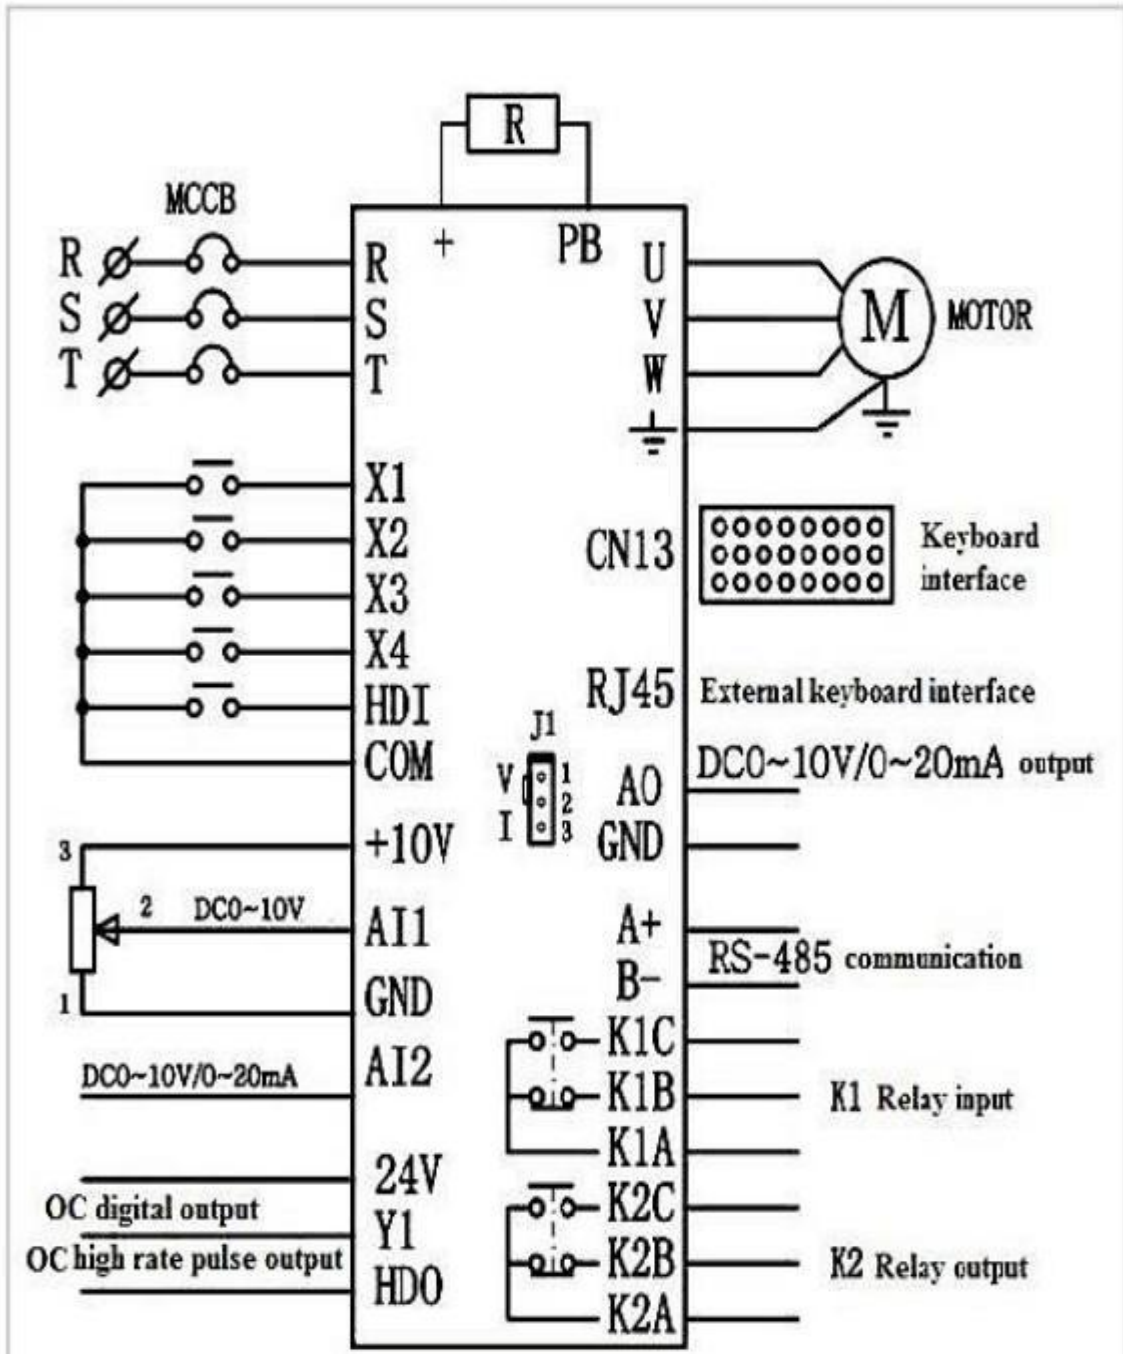 R
MCCB
+ PB
R R U
S S V M MOTOR
T T W
X1
X2
CN13 Keyboard
interface
X3
X4
RJ45 External keyboard interface
HDI
J1
COM
V 1
2
I 3
AO DC0~10V/0~20mA output
GND
3 +10V
2 DC0~10V AI1
1 GND
A+
RS-485 communication
B-
DC0~10V/0~20mA AI2
K1C
K1B K1 Relay input
K1A
24V
OC digital output Y1
OC high rate pulse output HDO
K2C
K2B K2 Relay output
K2A